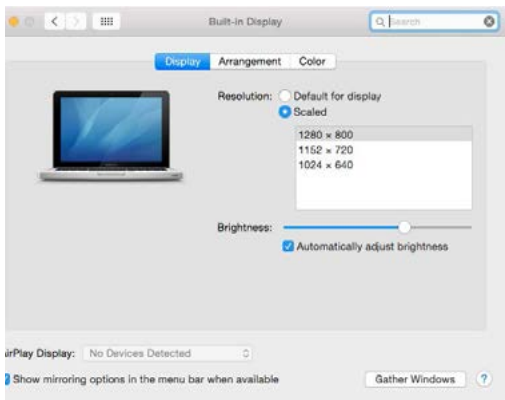 Built-in Display
Search
Display Arrangement Color
Resolution: Default for display
Scaled
1280 × 800
1152 × 720
1024 × 640
Brightness:
Automatically adjust brightness
irPlay Display: No Devices Detected
Show mirroring options in the menu bar when available
Gather Windows ?